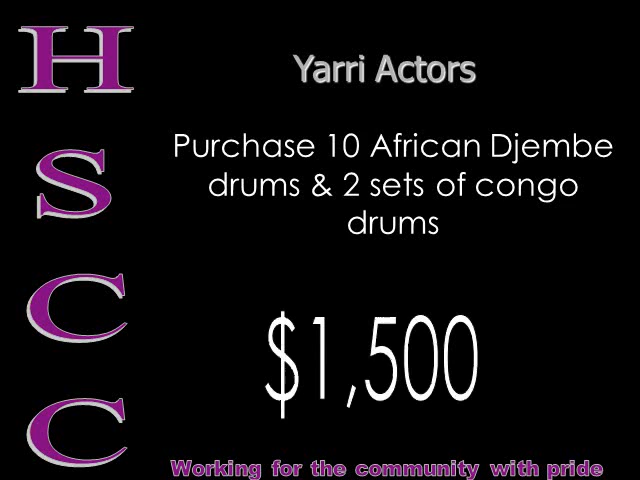 H
S
C
C
Yarri Actors
Purchase 10 African Djembe
drums & 2 sets of congo
drums
$1,500
Working for the community with pride